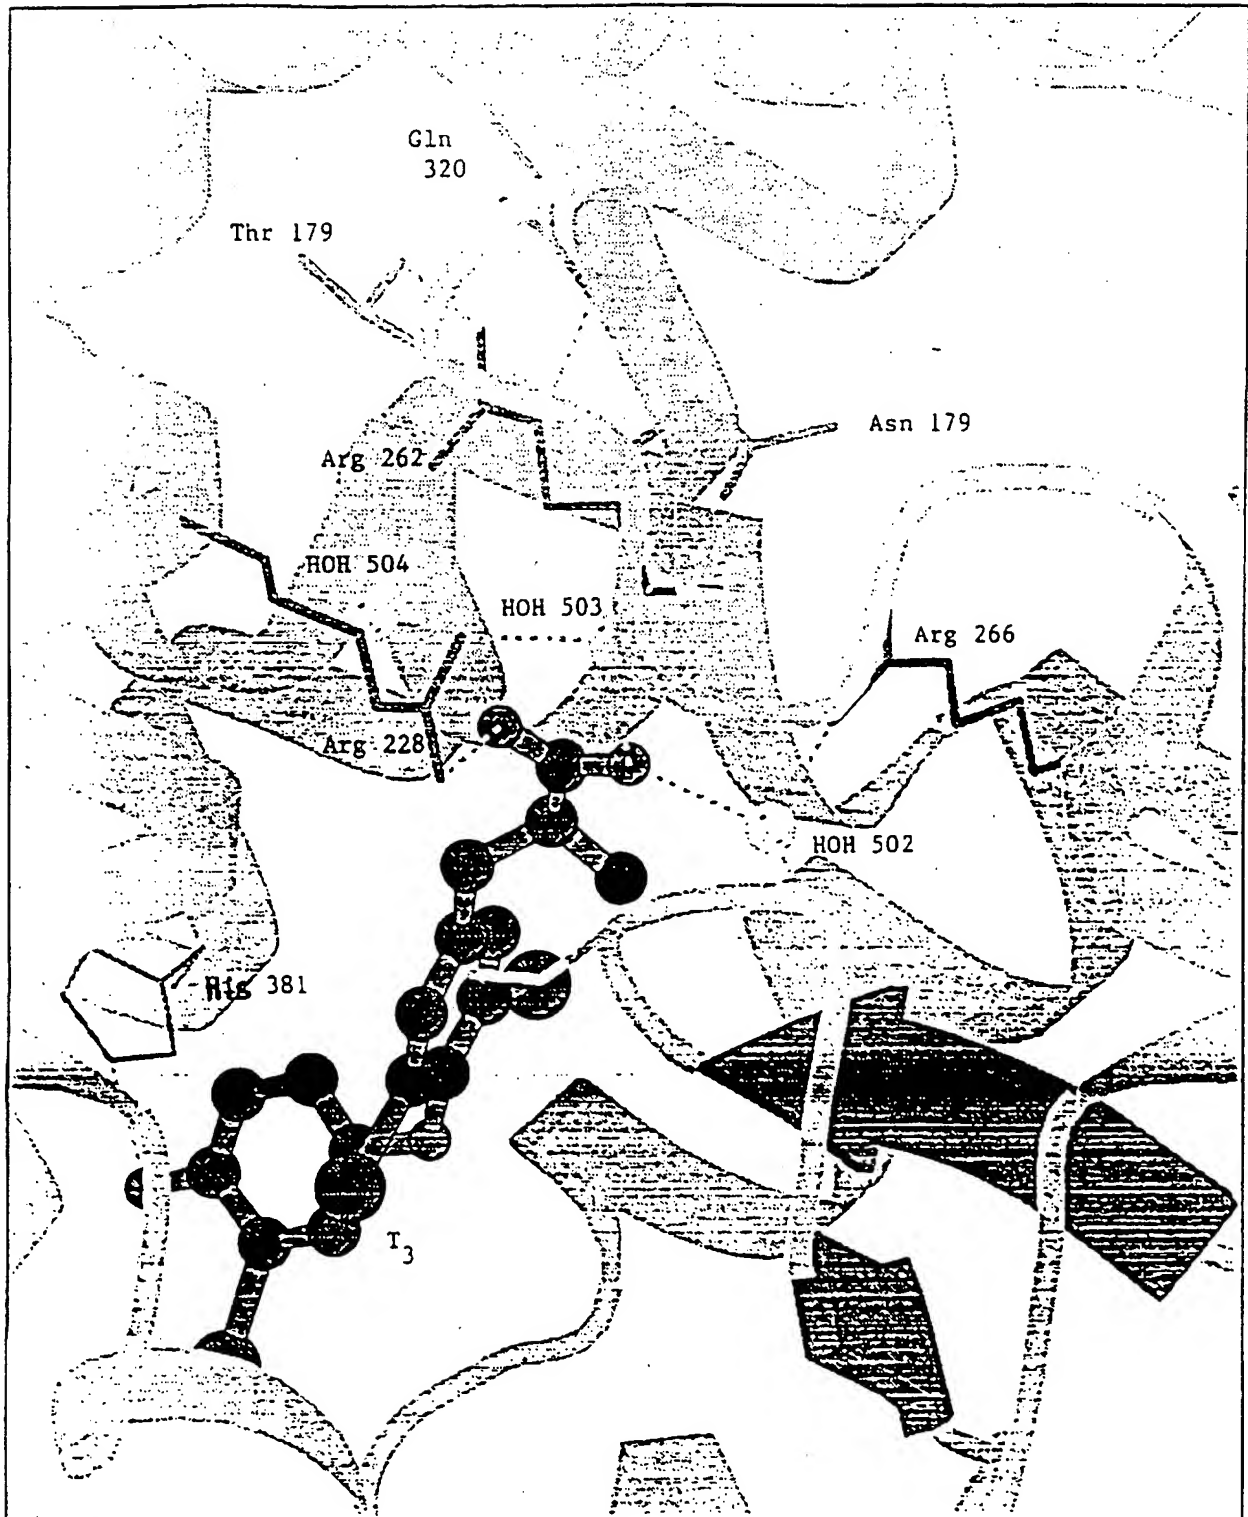 Gln
320
Thr 179
Asn 179
Arg 262
HOH 504
HOH 503
Arg 266
Arg 228
HOH 502
His 381
T3